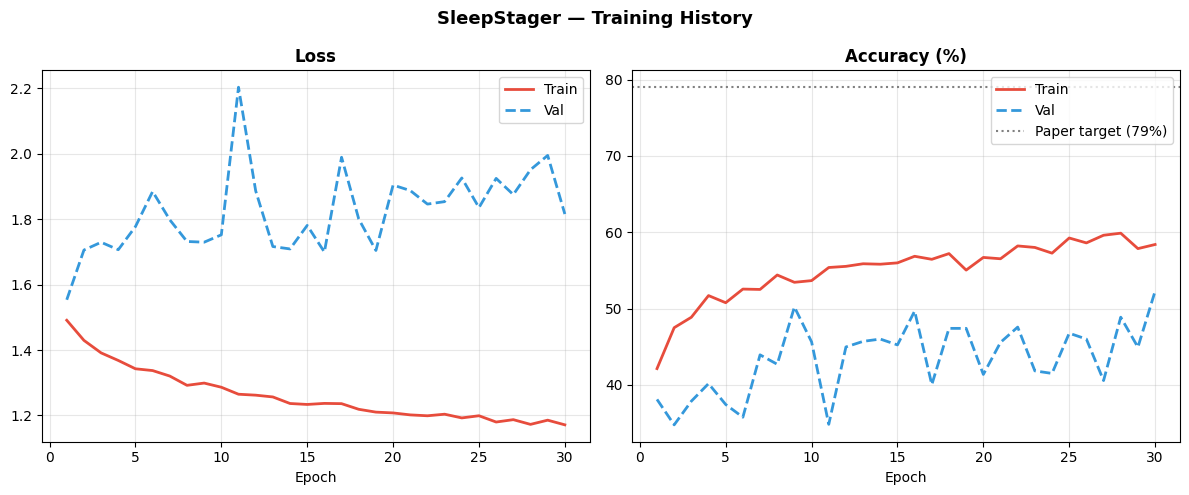 SleepStager — Training History
Loss
Train
Val
2.2
2.0
1.8
1.6
1.4
1.2
0 5 10 15 20 25 30
Epoch
Accuracy (%)
Train
Val
Paper target (79%)
80
70
60
50
40
0 5 10 15 20 25 30
Epoch